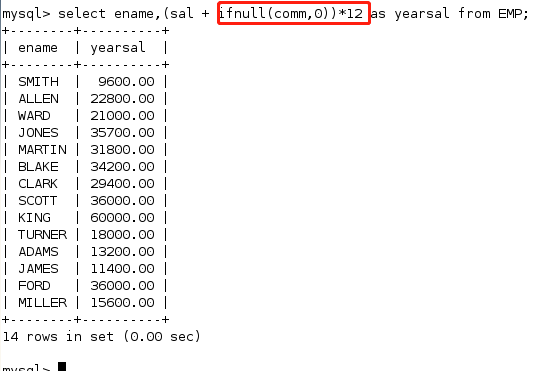 mysql> select ename,(sal + ifnull(comm,0))*12 as yearsal from EMP;
+--------+----------+
| ename  | yearsal  |
+--------+----------+
| SMITH  |  9600.00 |
| ALLEN  | 22800.00 |
| WARD   | 21000.00 |
| JONES  | 35700.00 |
| MARTIN | 31800.00 |
| BLAKE  | 34200.00 |
| CLARK  | 29400.00 |
| SCOTT  | 36000.00 |
| KING   | 60000.00 |
| TURNER | 18000.00 |
| ADAMS  | 13200.00 |
| JAMES  | 11400.00 |
| FORD   | 36000.00 |
| MILLER | 15600.00 |
+--------+----------+
14 rows in set (0.00 sec)
mysql>